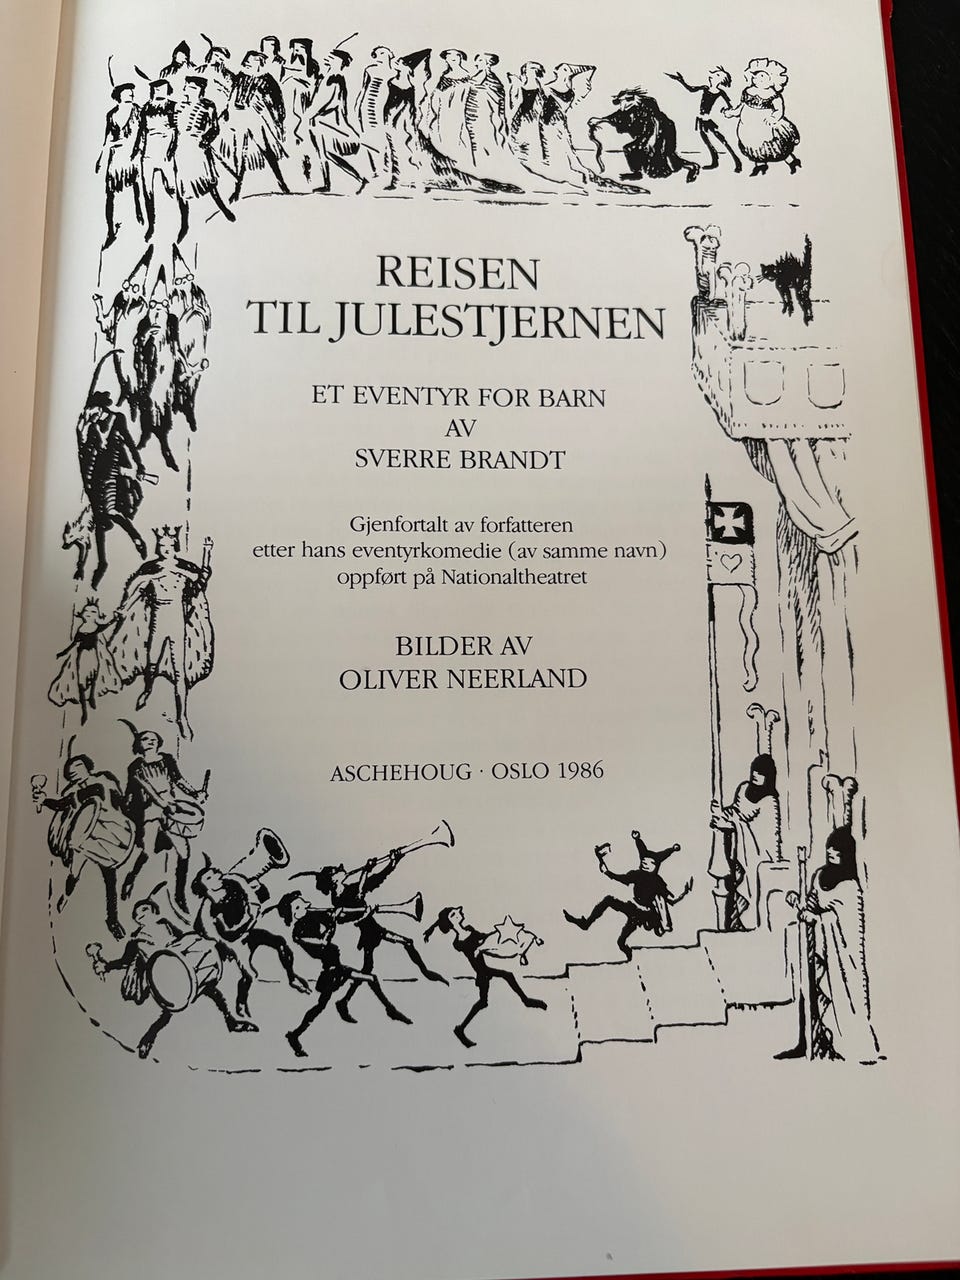 REISEN
TIL JULESTJERNEN
ET EVENTYR FOR BARN
AV
SVERRE BRANDT
Gjenfortalt av forfatteren
etter hans eventyrkomedie (av samme navn)
oppført på Nationaltheatret
BILDER AV
OLIVER NEERLAND
ASCHEHOUG · OSLO 1986